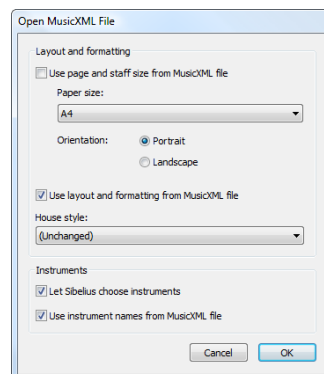 Open MusicXML File
Layout and formatting
Use page and staff size from MusicXML file
Paper size:
A4
Orientation:
Portrait
Landscape
Use layout and formatting from MusicXML file
House style:
(Unchanged)
Instruments
Let Sibelius choose instruments
Use instrument names from MusicXML file
Cancel
OK